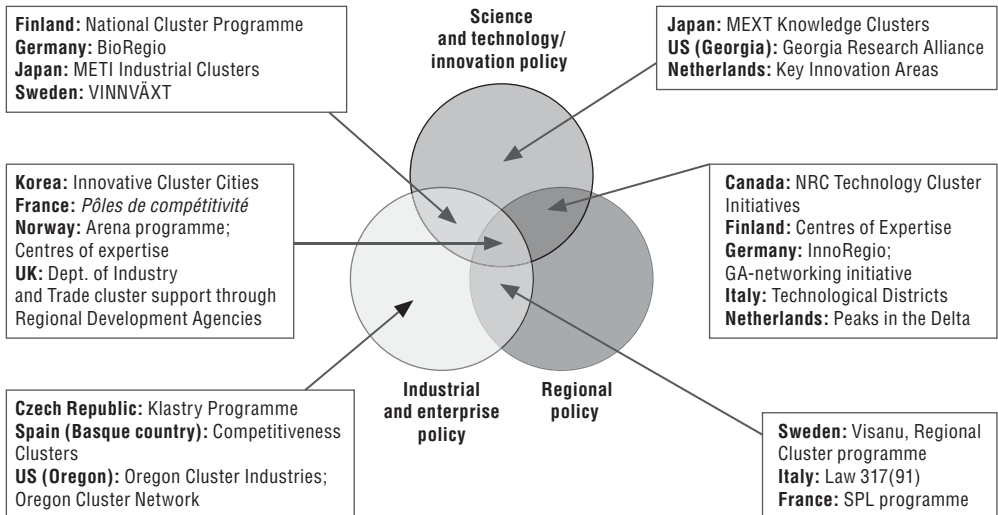 Finland: National Cluster Programme
Germany: BioRegio
Japan: METI Industrial Clusters
Sweden: VINNVÄXT
Science
and technology/
innovation policy
Japan: MEXT Knowledge Clusters
US (Georgia): Georgia Research Alliance
Netherlands: Key Innovation Areas
Korea: Innovative Cluster Cities
France: Pôles de compétitivité
Norway: Arena programme;
Centres of expertise
UK: Dept. of Industry
and Trade cluster support through
Regional Development Agencies
Canada: NRC Technology Cluster
Initiatives
Finland: Centres of Expertise
Germany: InnoRegio;
GA-networking initiative
Italy: Technological Districts
Netherlands: Peaks in the Delta
Czech Republic: Klastry Programme
Spain (Basque country): Competitiveness
Clusters
US (Oregon): Oregon Cluster Industries;
Oregon Cluster Network
Industrial
and enterprise
policy
Regional
policy
Sweden: Visanu, Regional
Cluster programme
Italy: Law 317(91)
France: SPL programme